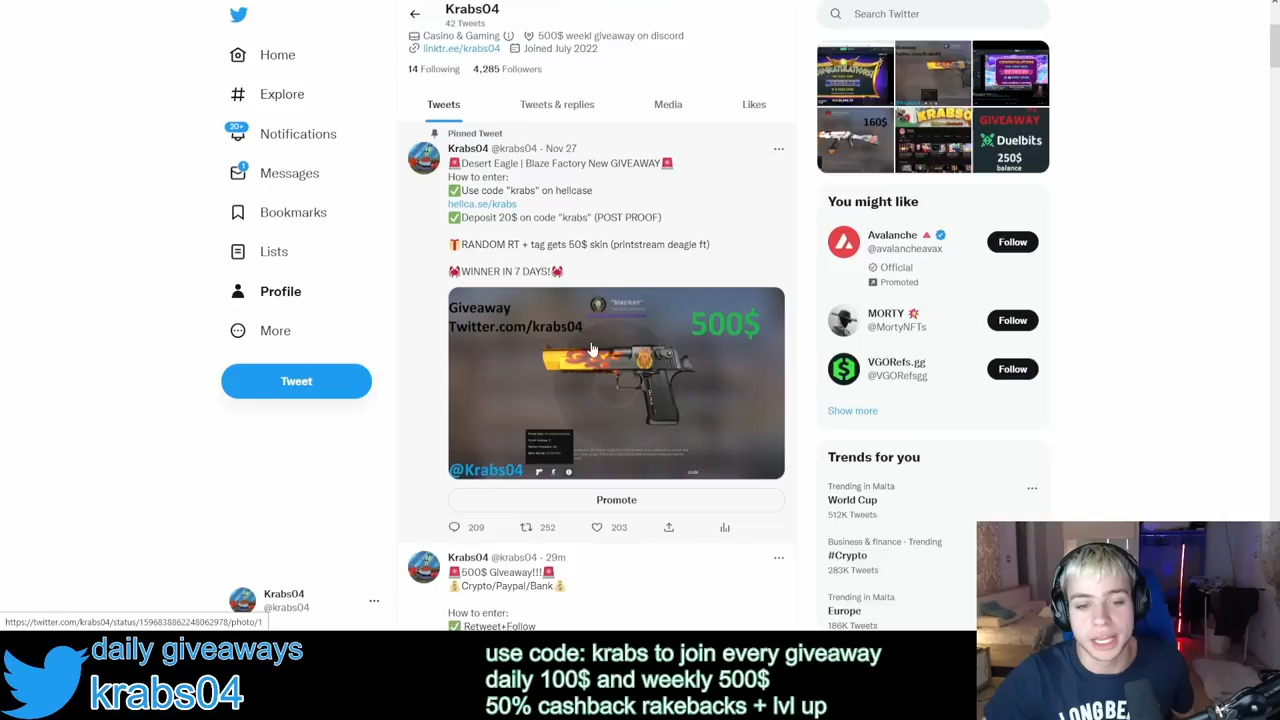 Krabs04
42 Tweets
Casino & Gaming
500$ weekl giveaway on discord
linktr.ee/krabs04
Joined July 2022
14 Following
4,285 Followers
Tweets
Tweets & replies
Media
Likes
Home
Explore
20+
Notifications
1
Messages
Bookmarks
Lists
Profile
More
Tweet
Krabs04
@krabs04
https://twitter.com/krabs04/status/1596838862248062978/photo/1
Pinned Tweet
Krabs04 @krabs04 · Nov 27
🚨Desert Eagle | Blaze Factory New GIVEAWAY🚨
How to enter:
✅Use code "krabs" on hellcase
hellca.se/krabs
✅Deposit 20$ on code "krabs" (POST PROOF)
🎁RANDOM RT + tag gets 50$ skin (printstream deagle ft)
🦀WINNER IN 7 DAYS!🦀
Giveaway
Twitter.com/krabs04
"Blaziken"
500$
@Krabs04
Promote
209
252
203
Krabs04 @krabs04 · 29m
🚨500$ Giveaway!!!🚨
💰Crypto/Paypal/Bank💰
How to enter:
✅ Retweet+Follow
Search Twitter
Giveaway
160$
KRABS0
GIVEAWAY
Duelbits
250$
balance
You might like
Avalanche
@avalancheavax
Official
Promoted
Follow
MORTY
@MortyNFTs
Follow
VGORefs.gg
@VGORefsgg
Follow
Show more
Trends for you
Trending in Malta
World Cup
512K Tweets
Business & finance · Trending
#Crypto
283K Tweets
Trending in Malta
Europe
186K Tweets
daily giveaways
krabs04
use code: krabs to join every giveaway
daily 100$ and weekly 500$
50% cashback rakebacks + lvl up
LONGBE